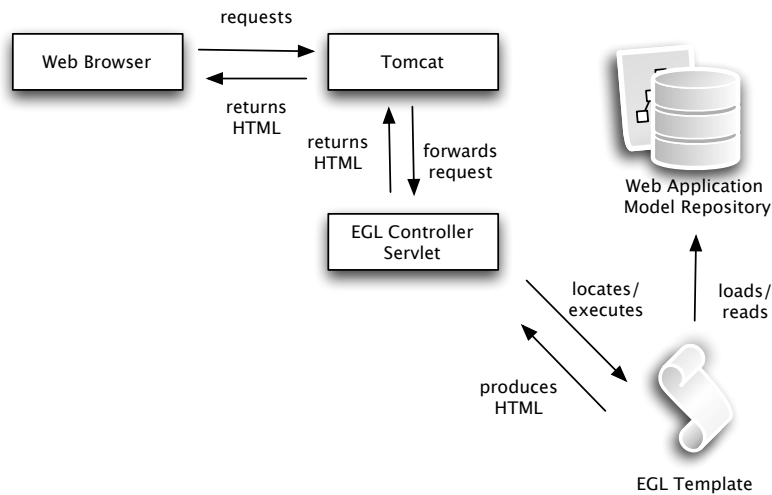 requests
Web Browser
Tomcat
returns
HTML
returns
HTML
forwards
request
Web Application
Model Repository
EGL Controller
Servlet
locates/
executes
loads/
reads
produces
HTML
EGL Template